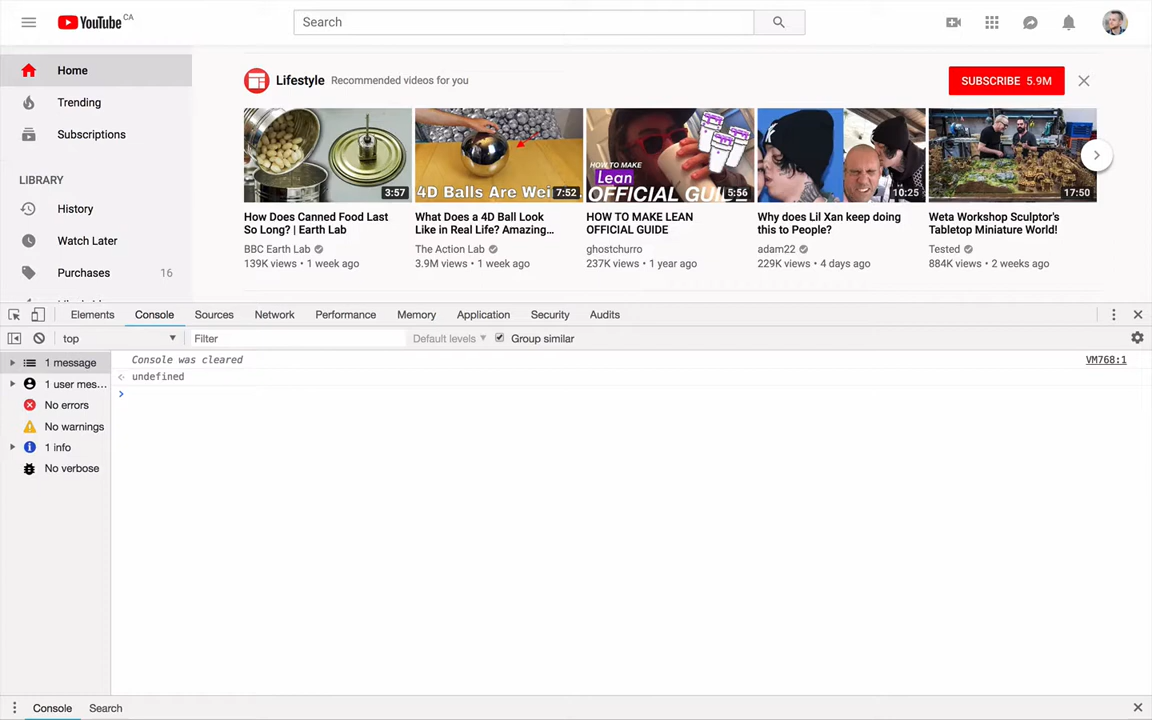 YouTube CA
Search
Home
Trending
Subscriptions
LIBRARY
History
Watch Later
Purchases 16
Lifestyle Recommended videos for you
SUBSCRIBE 5.9M
3:57
4D Balls Are Wei 7:52
HOW TO MAKE
Lean
OFFICIAL GUIDE
5:56
10:25
17:50
How Does Canned Food Last
So Long? | Earth Lab
BBC Earth Lab
139K views • 1 week ago
What Does a 4D Ball Look
Like in Real Life? Amazing...
The Action Lab
3.9M views • 1 week ago
HOW TO MAKE LEAN
OFFICIAL GUIDE
ghostchurro
237K views • 1 year ago
Why does Lil Xan keep doing
this to People?
adam22
229K views • 4 days ago
Weta Workshop Sculptor's
Tabletop Miniature World!
Tested
884K views • 2 weeks ago
Elements Console Sources Network Performance Memory Application Security Audits
top Filter Default levels Group similar
1 message
1 user mes...
No errors
No warnings
1 info
No verbose
Console was cleared VM768:1
undefined
Console Search